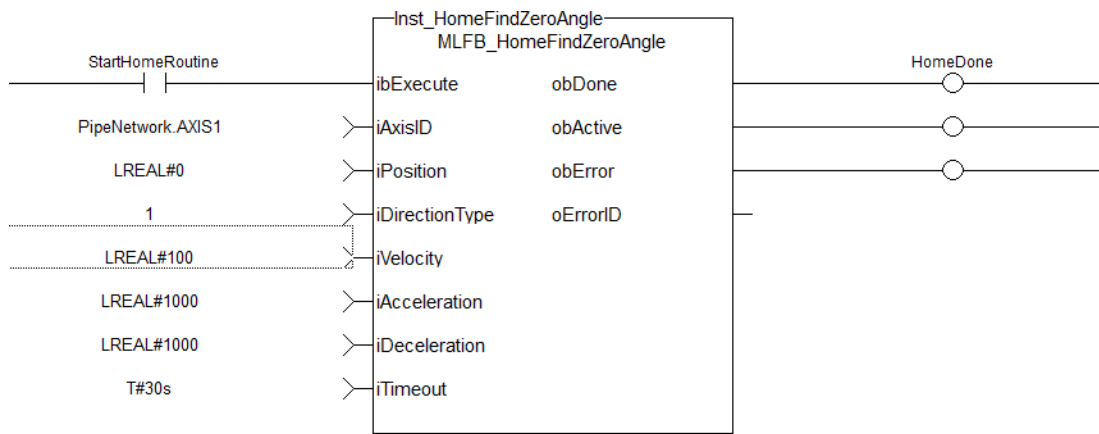 Inst_HomeFindZeroAngle
MLFB_HomeFindZeroAngle
StartHomeRoutine HomeDone
ibExecute obDone
PipeNetwork.AXIS1 iAxisID obActive
LREAL#0 iPosition obError
1 iDirectionType oErrorID
LREAL#100 iVelocity
LREAL#1000 iAcceleration
LREAL#1000 iDeceleration
T#30s iTimeout